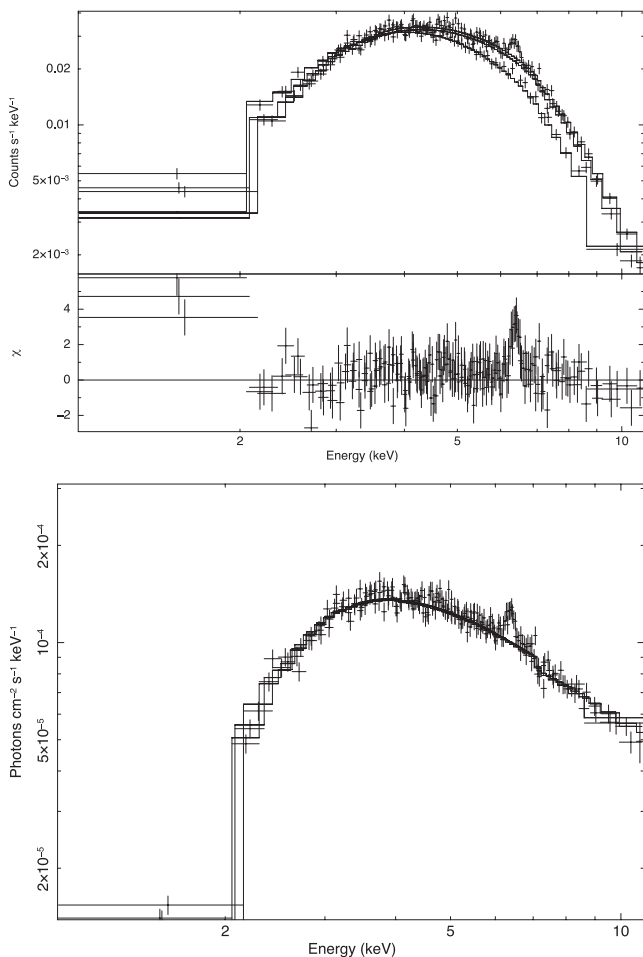 0.02
0.01
5×10⁻³
2×10⁻³
Counts s⁻¹ keV⁻¹
4
2
0
−2
χ
2 5 10
Energy (keV)
2×10⁻⁴
10⁻⁴
5×10⁻⁵
2×10⁻⁵
Photons cm⁻² s⁻¹ keV⁻¹
2 5 10
Energy (keV)